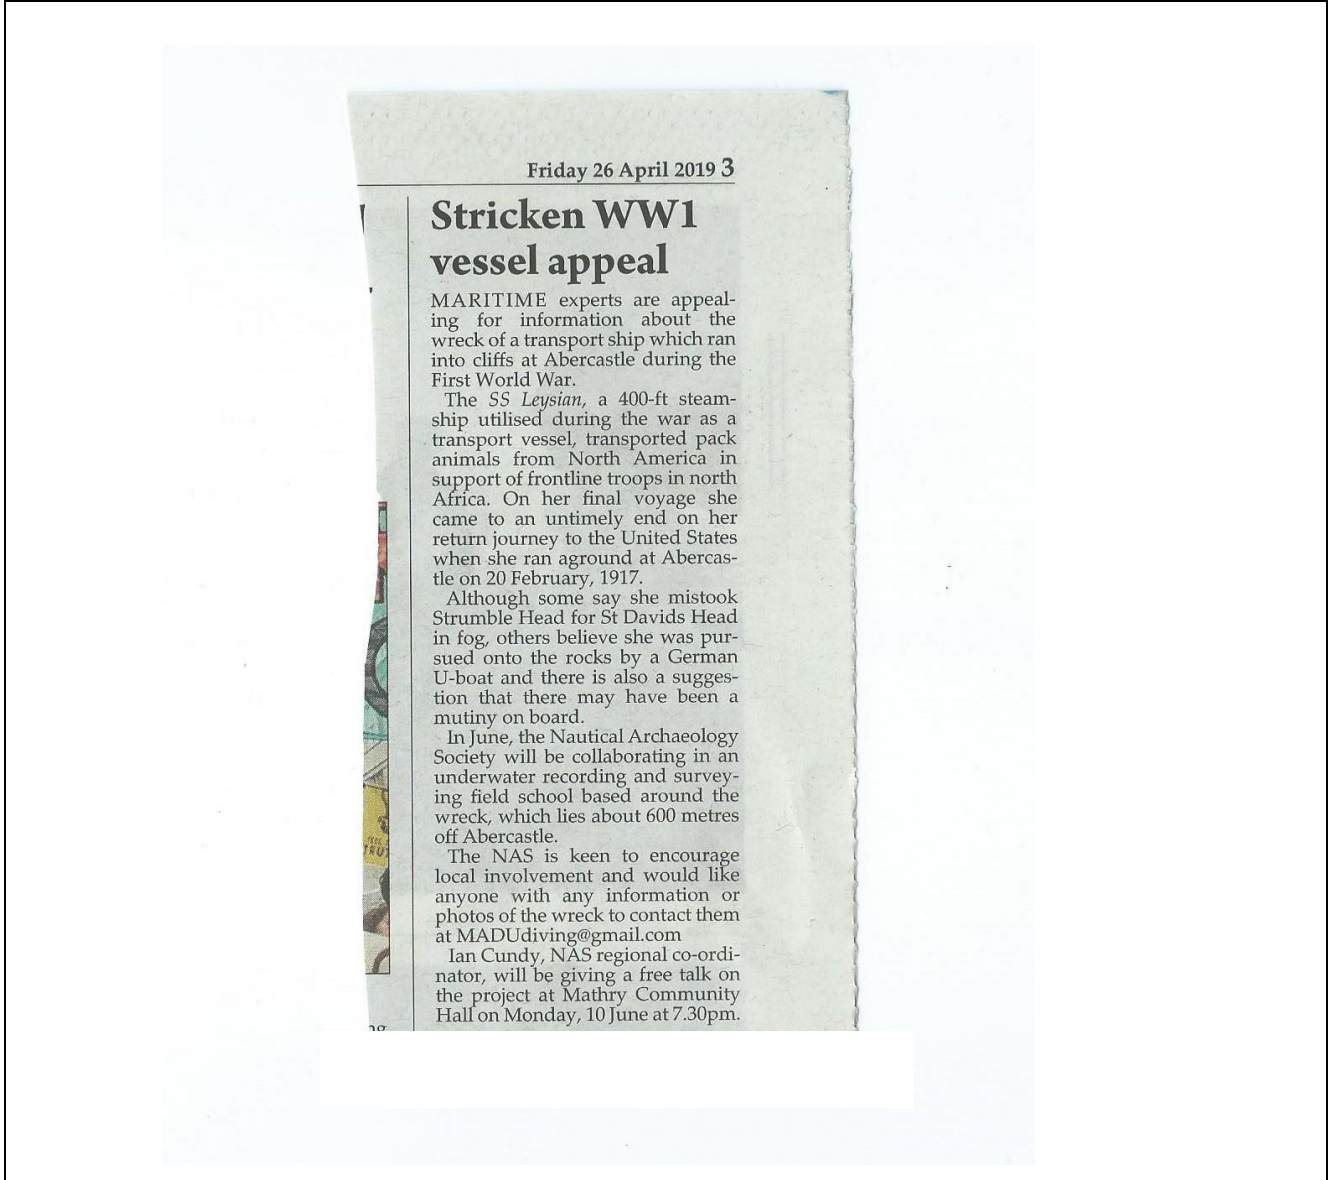 Friday 26 April 2019 3
Stricken WW1
vessel appeal
MARITIME experts are appeal-
ing for information about the
wreck of a transport ship which ran
into cliffs at Abercastle during the
First World War.
The SS Leysian, a 400-ft steam-
ship utilised during the war as a
transport vessel, transported pack
animals from North America in
support of frontline troops in north
Africa. On her final voyage she
came to an untimely end on her
return journey to the United States
when she ran aground at Abercas-
tle on 20 February, 1917.
Although some say she mistook
Strumble Head for St Davids Head
in fog, others believe she was pur-
sued onto the rocks by a German
U-boat and there is also a sugges-
tion that there may have been a
mutiny on board.
In June, the Nautical Archaeology
Society will be collaborating in an
underwater recording and survey-
ing field school based around the
wreck, which lies about 600 metres
off Abercastle.
The NAS is keen to encourage
local involvement and would like
anyone with any information or
photos of the wreck to contact them
at MADUdiving@gmail.com
Ian Cundy, NAS regional co-ordi-
nator, will be giving a free talk on
the project at Mathry Community
Hall on Monday, 10 June at 7.30pm.